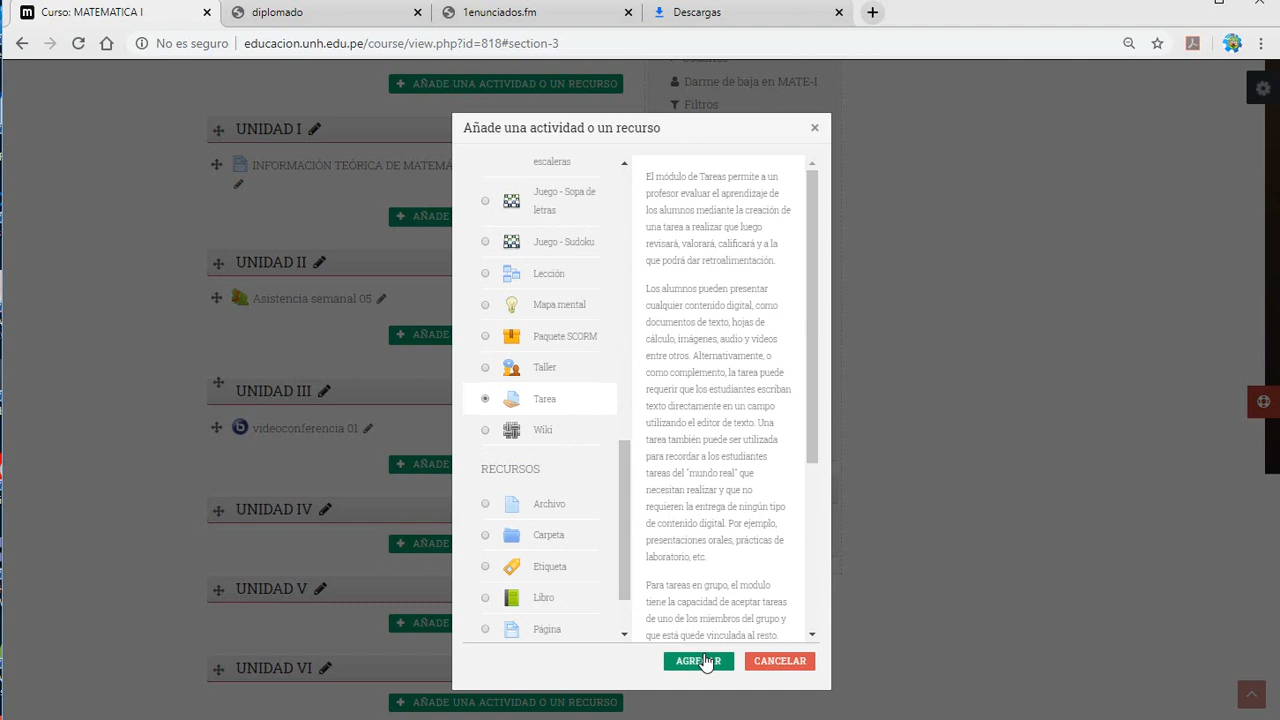 Curso: MATEMATICA I
diplomado
1enunciados.fm
Descargas
No es seguro
educacion.unh.edu.pe/course/view.php?id=818#section-3
AÑADE UNA ACTIVIDAD O UN RECURSO
Darme de baja en MATE-I
Filtros
UNIDAD I
INFORMACIÓN TEÓRICA DE MATEMÁ
AÑADE
UNIDAD II
Asistencia semanal 05
AÑADE
UNIDAD III
videoconferencia 01
AÑADE
UNIDAD IV
AÑADE
UNIDAD V
AÑADE
UNIDAD VI
AÑADE UNA ACTIVIDAD O UN RECURSO
Añade una actividad o un recurso
escaleras
Juego - Sopa de
letras
Juego - Sudoku
Lección
Mapa mental
Paquete SCORM
Taller
Tarea
Wiki
RECURSOS
Archivo
Carpeta
Etiqueta
Libro
Página
El módulo de Tareas permite a un
profesor evaluar el aprendizaje de
los alumnos mediante la creación de
una tarea a realizar que luego
revisará, valorará, calificará y a la
que podrá dar retroalimentación.
Los alumnos pueden presentar
cualquier contenido digital, como
documentos de texto, hojas de
cálculo, imágenes, audio y vídeos
entre otros. Alternativamente, o
como complemento, la tarea puede
requerir que los estudiantes escriban
texto directamente en un campo
utilizando el editor de texto. Una
tarea también puede ser utilizada
para recordar a los estudiantes
tareas del "mundo real" que
necesitan realizar y que no
requieren la entrega de ningún tipo
de contenido digital. Por ejemplo,
presentaciones orales, prácticas de
laboratorio, etc.
Para tareas en grupo, el modulo
tiene la capacidad de aceptar tareas
de uno de los miembros del grupo y
que está quede vinculada al resto.
CANCELAR